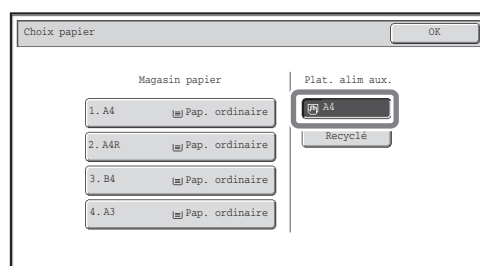 Choix papier
OK
Magasin papier
Plat. alim aux.
1. A4 Pap. ordinaire
A4
2. A4R Pap. ordinaire
Recyclé
3. B4 Pap. ordinaire
4. A3 Pap. ordinaire